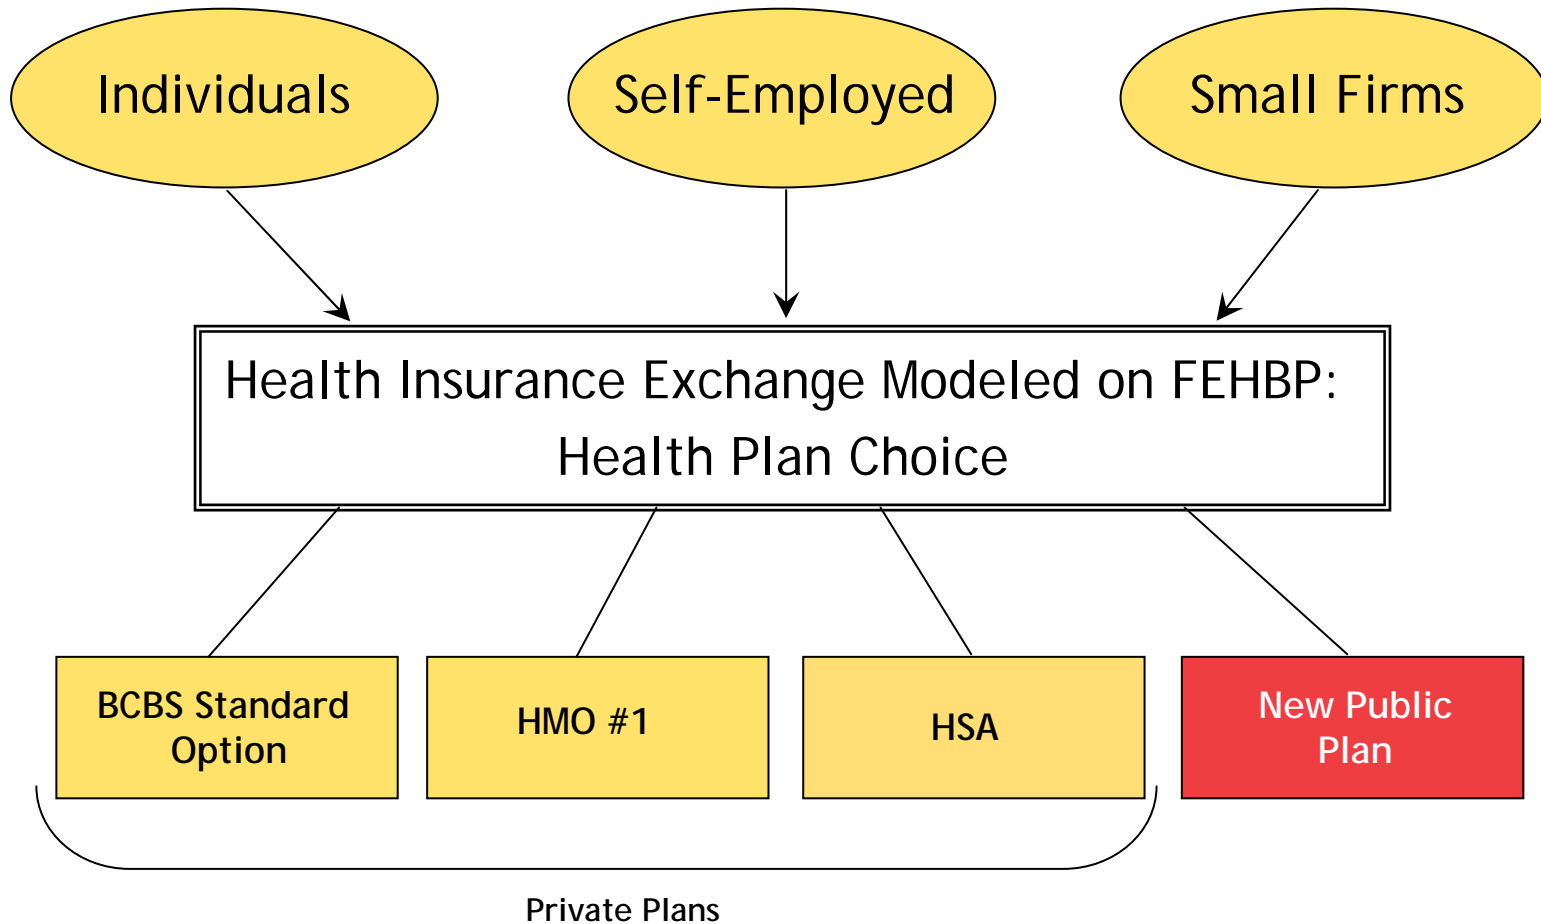 Individuals
Self-Employed
Small Firms
Health Insurance Exchange Modeled on FEHBP:
Health Plan Choice
BCBS Standard
Option
HMO #1
HSA
New Public
Plan
Private Plans